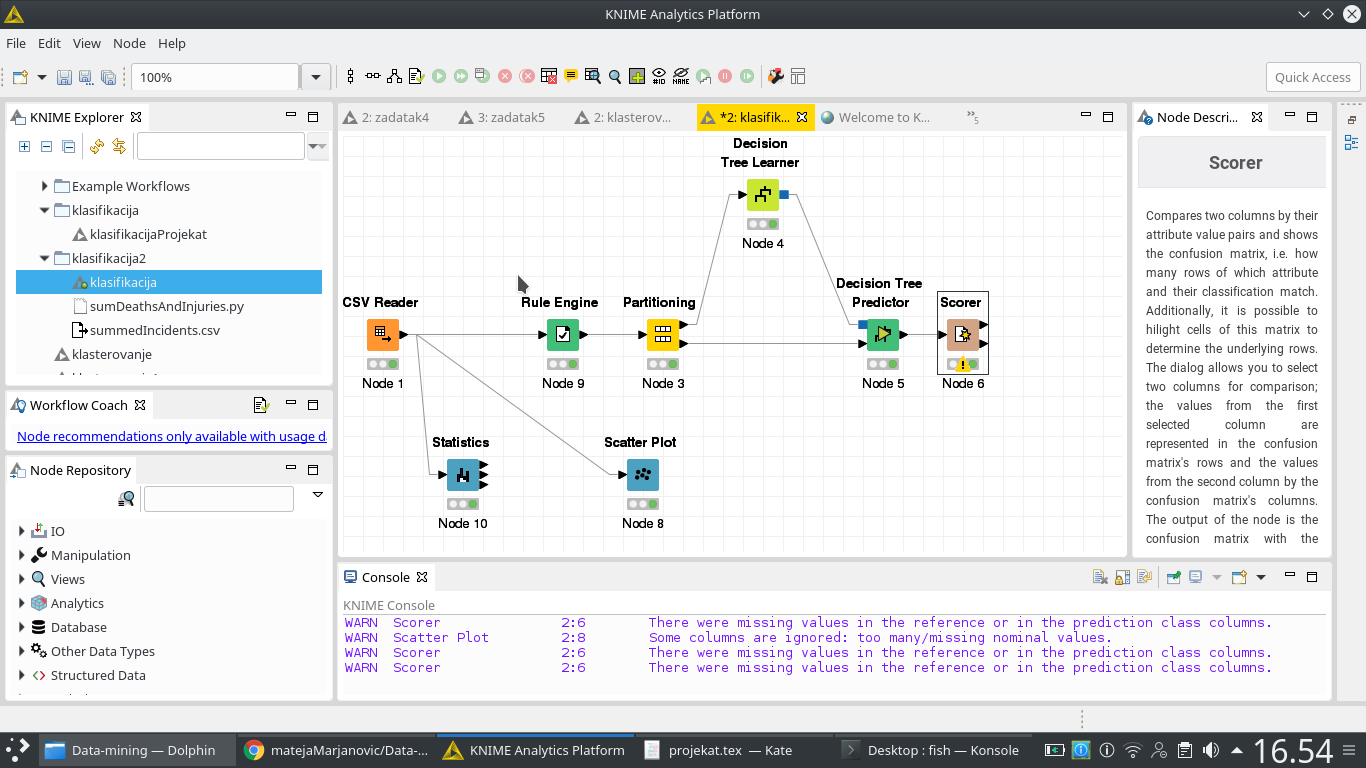 KNIME Analytics Platform
File Edit View Node Help
100%
Quick Access
KNIME Explorer
Example Workflows
klasifikacija
klasifikacijaProjekat
klasifikacija2
klasifikacija
sumDeathsAndInjuries.py
summedIncidents.csv
klasterovanje
Workflow Coach
Node recommendations only available with usage d
Node Repository
IO
Manipulation
Views
Analytics
Database
Other Data Types
Structured Data
2: zadatak4
3: zadatak5
2: klasterov...
*2: klasifik...
Welcome to K...
5
Decision
Tree Learner
Node 4
CSV Reader
Node 1
Rule Engine
Node 9
Partitioning
Node 3
Decision Tree
Predictor
Node 5
Scorer
Node 6
Statistics
Node 10
Scatter Plot
Node 8
Node Descri...
Scorer
Compares two columns by their
attribute value pairs and shows
the confusion matrix, i.e. how
many rows of which attribute
and their classification match.
Additionally, it is possible to
hilight cells of this matrix to
determine the underlying rows.
The dialog allows you to select
two columns for comparison;
the values from the first
selected column are
represented in the confusion
matrix's rows and the values
from the second column by the
confusion matrix's columns.
The output of the node is the
confusion matrix with the
Console
KNIME Console
WARN Scorer 2:6 There were missing values in the reference or in the prediction class columns.
WARN Scatter Plot 2:8 Some columns are ignored: too many/missing nominal values.
WARN Scorer 2:6 There were missing values in the reference or in the prediction class columns.
WARN Scorer 2:6 There were missing values in the reference or in the prediction class columns.
Data-mining — Dolphin
matejaMarjanovic/Data-...
KNIME Analytics Platform
projekat.tex — Kate
Desktop : fish — Konsole
16.54